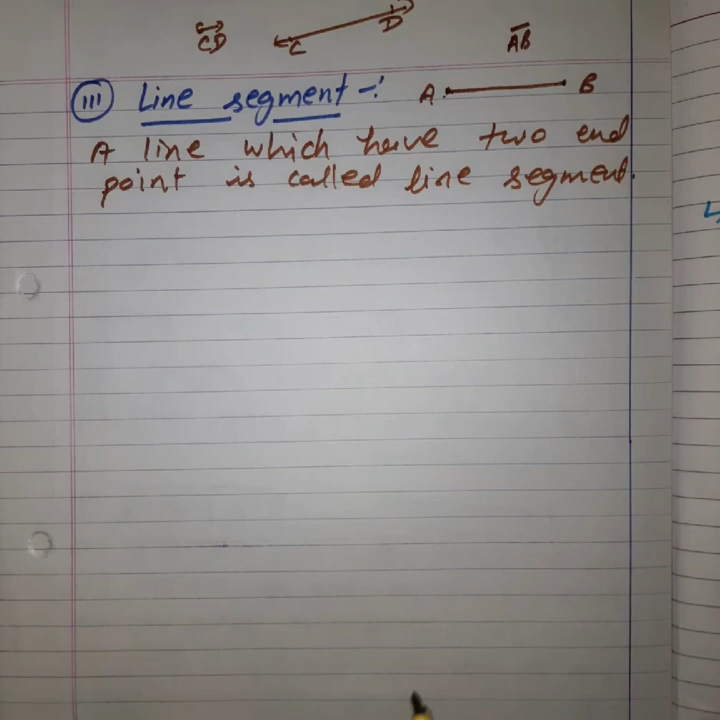 CD C D AB
(iii) Line segment -: A B
A line which have two end
point is called line segment.